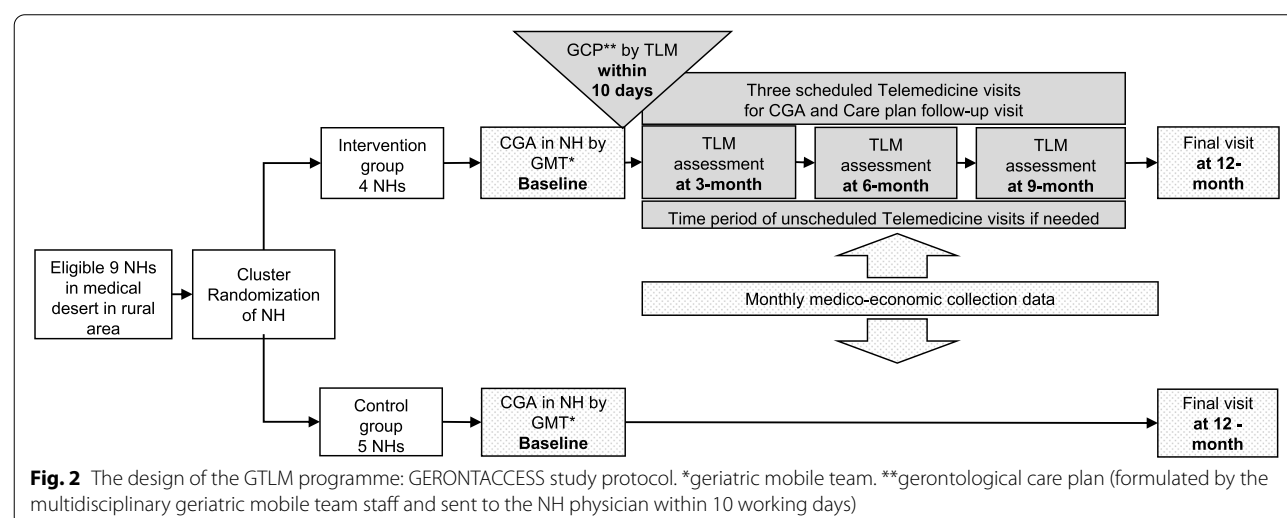 GCP** by TLM
within
10 days
Three scheduled Telemedicine visits
for CGA and Care plan follow-up visit
Intervention
group
4 NHs
CGA in NH by
GMT*
Baseline
TLM
assessment
at 3-month
TLM
assessment
at 6-month
TLM
assessment
at 9-month
Final visit
at 12-
month
Time period of unscheduled Telemedicine visits if needed
Eligible 9 NHs
in medical
desert in rural
area
Cluster
Randomization
of NH
Monthly medico-economic collection data
Control
group
5 NHs
CGA in NH by
GMT*
Baseline
Final visit
at 12 -
month
Fig. 2 The design of the GTLM programme: GERONTACCESS study protocol. *geriatric mobile team. **gerontological care plan (formulated by the
multidisciplinary geriatric mobile team staff and sent to the NH physician within 10 working days)